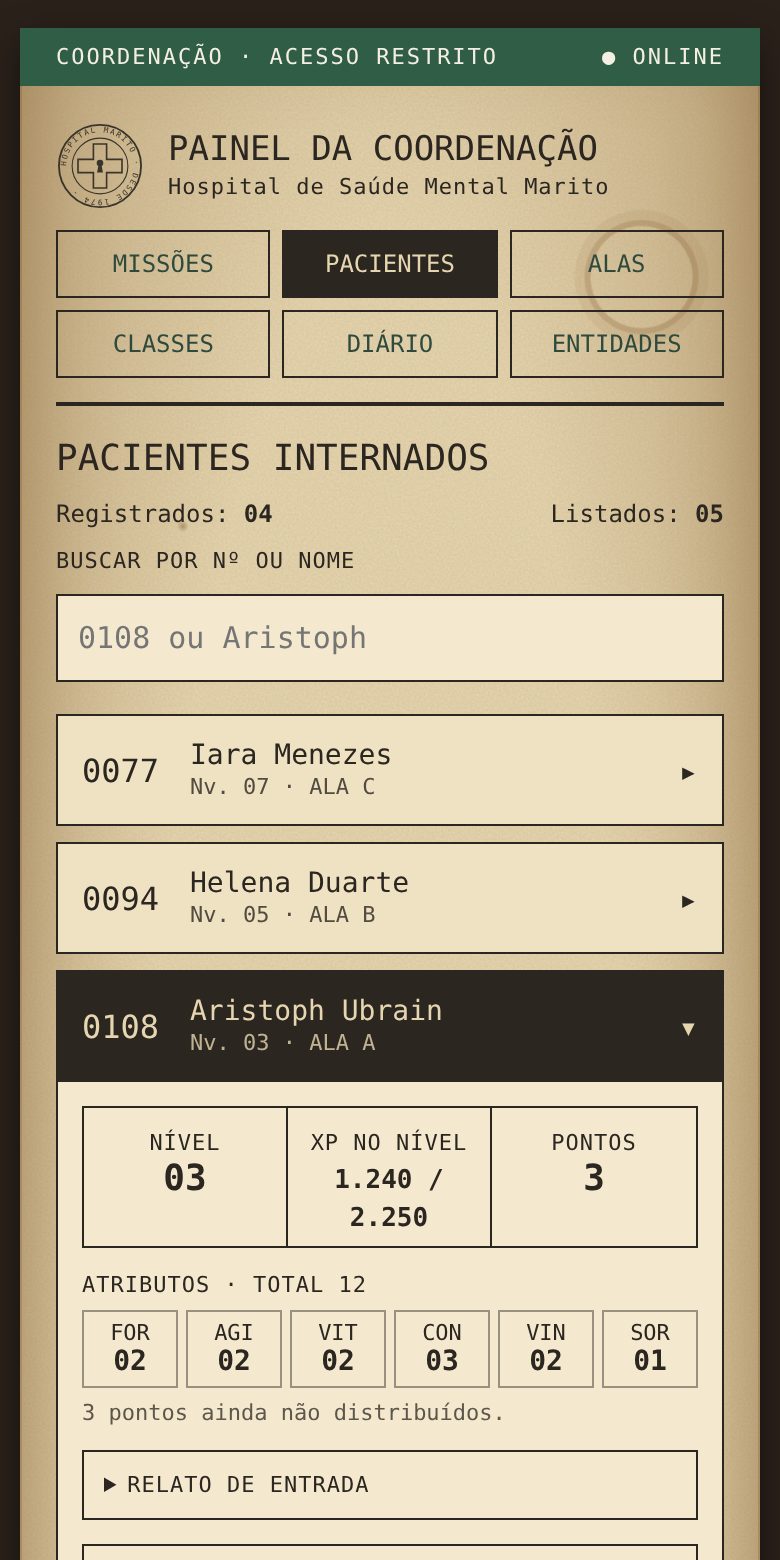 COORDENAÇÃO · ACESSO RESTRITO ● ONLINE
HOSPITAL MARITO · DESDE 1974 ·
PAINEL DA COORDENAÇÃO
Hospital de Saúde Mental Marito
MISSÕES PACIENTES ALAS
CLASSES DIÁRIO ENTIDADES
PACIENTES INTERNADOS
Registrados: 04 Listados: 05
BUSCAR POR Nº OU NOME
0108 ou Aristoph
0077 Iara Menezes
Nv. 07 · ALA C
0094 Helena Duarte
Nv. 05 · ALA B
0108 Aristoph Ubrain
Nv. 03 · ALA A
NÍVEL XP NO NÍVEL PONTOS
03 1.240 / 3
2.250
ATRIBUTOS · TOTAL 12
FOR AGI VIT CON VIN SOR
02 02 02 03 02 01
3 pontos ainda não distribuídos.
RELATO DE ENTRADA